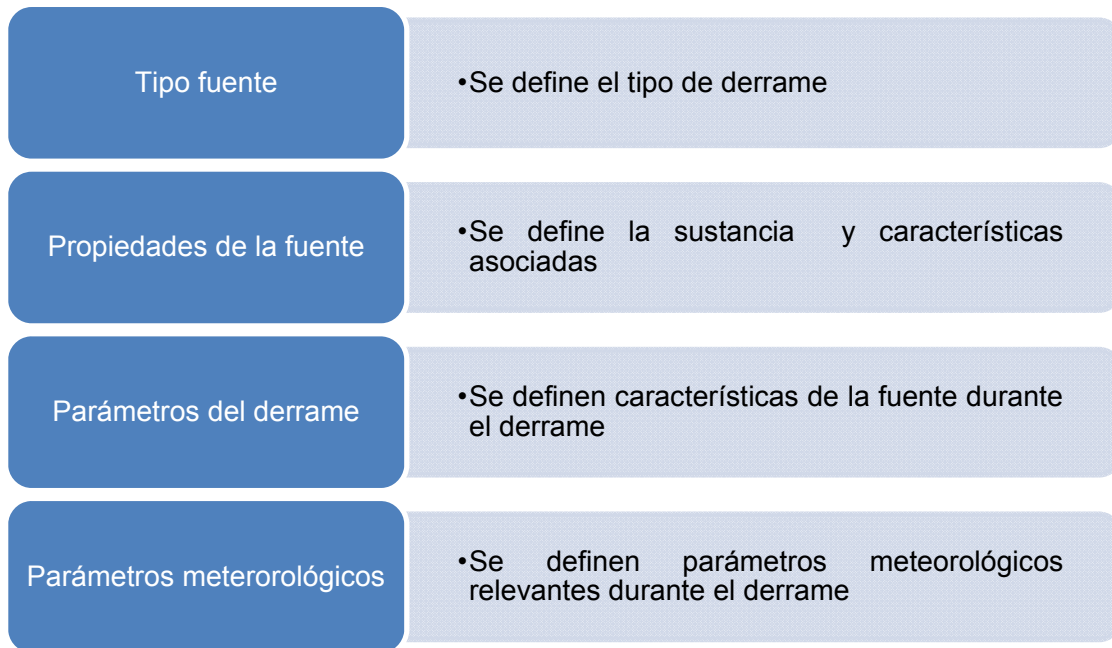 Tipo fuente
•Se define el tipo de derrame
Propiedades de la fuente
•Se define la sustancia y características
asociadas
Parámetros del derrame
•Se definen características de la fuente durante
el derrame
Parámetros meterorológicos
•Se definen parámetros meteorológicos
relevantes durante el derrame